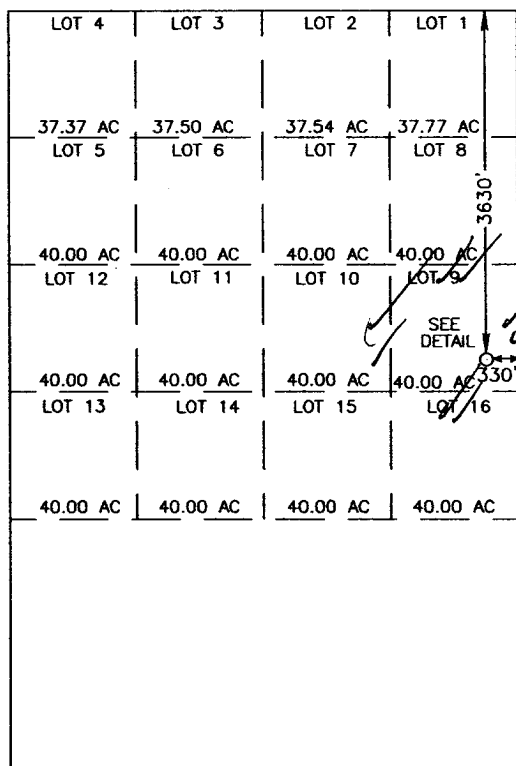 LOT 4 LOT 3 LOT 2 LOT 1
37.37 AC 37.50 AC 37.54 AC 37.77 AC
LOT 5 LOT 6 LOT 7 LOT 8
3630'
40.00 AC 40.00 AC 40.00 AC 40.00 AC
LOT 12 LOT 11 LOT 10 LOT 9
SEE
DETAIL
330'
40.00 AC 40.00 AC 40.00 AC 40.00 AC
LOT 13 LOT 14 LOT 15 LOT 16
40.00 AC 40.00 AC 40.00 AC 40.00 AC